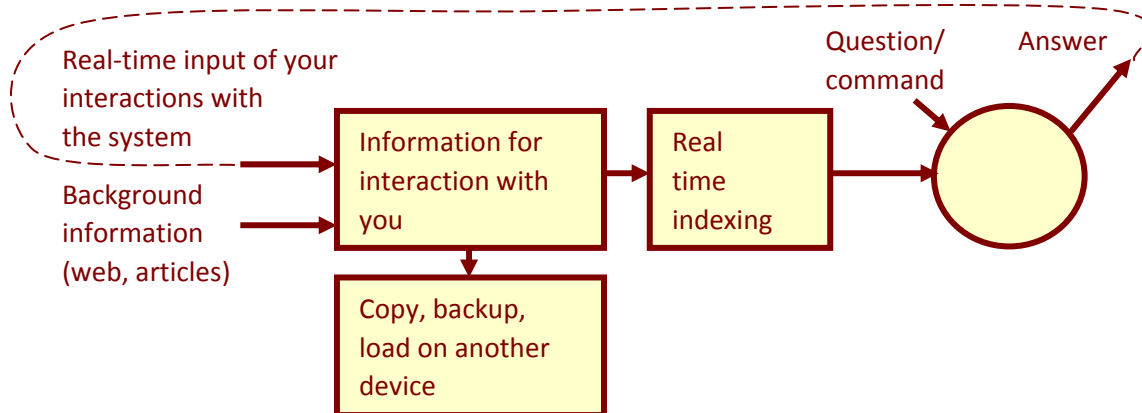 Real-time input of your
interactions with
the system
Background
information
(web, articles)
Information for
interaction with
you
Copy, backup,
load on another
device
Real
time
indexing
Question/
command
Answer